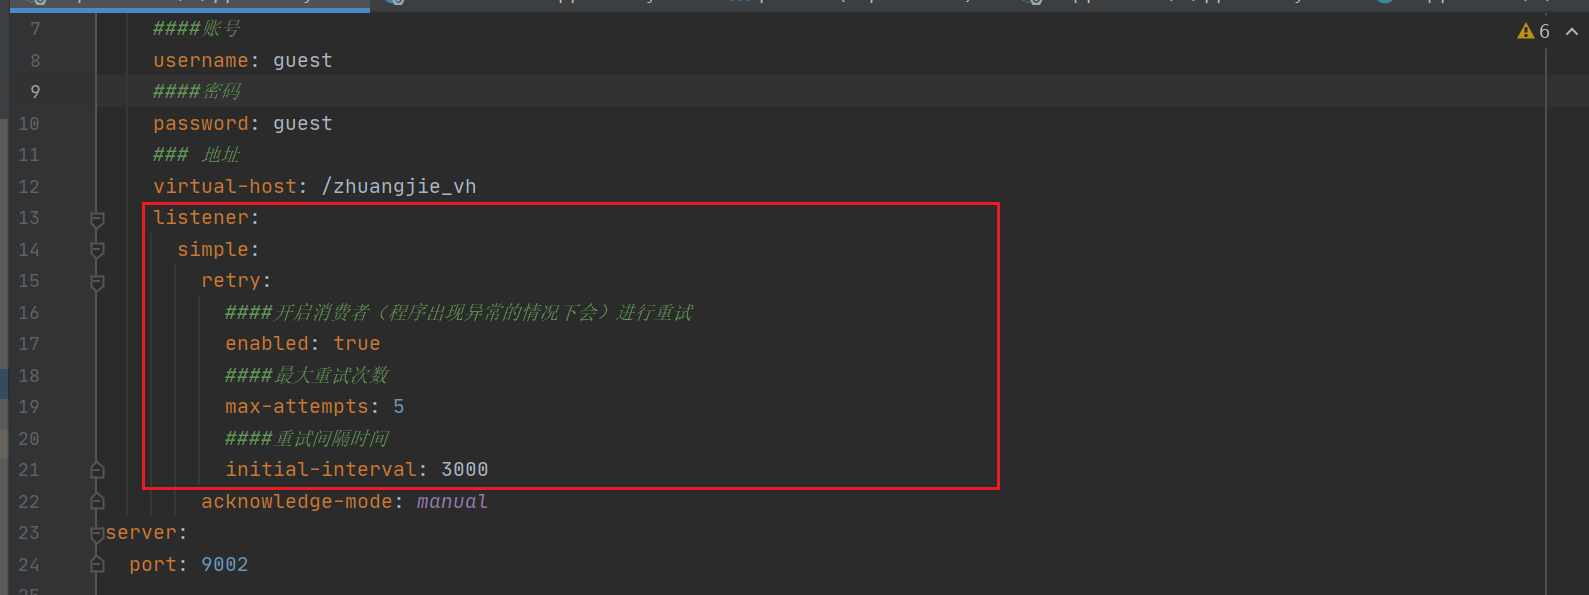 7 ####账号
6
8 username: guest
9 ####密码
10 password: guest
11 ### 地址
12 virtual-host: /zhuangjie_vh
13 listener:
14 simple:
15 retry:
16 ####开启消费者（程序出现异常的情况下会）进行重试
17 enabled: true
18 ####最大重试次数
19 max-attempts: 5
20 ####重试间隔时间
21 initial-interval: 3000
22 acknowledge-mode: manual
23 server:
24 port: 9002